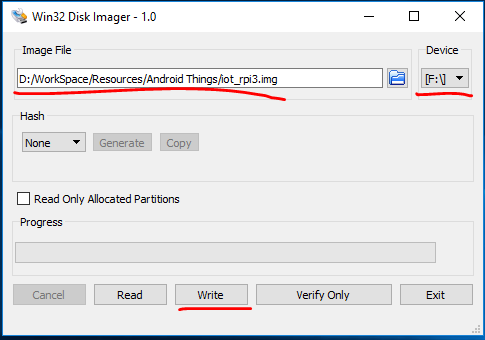 Win32 Disk Imager - 1.0
Image File
Device
D:/WorkSpace/Resources/Android Things/iot_rpi3.img
[F:\]
Hash
None
Generate
Copy
Read Only Allocated Partitions
Progress
Cancel
Read
Write
Verify Only
Exit